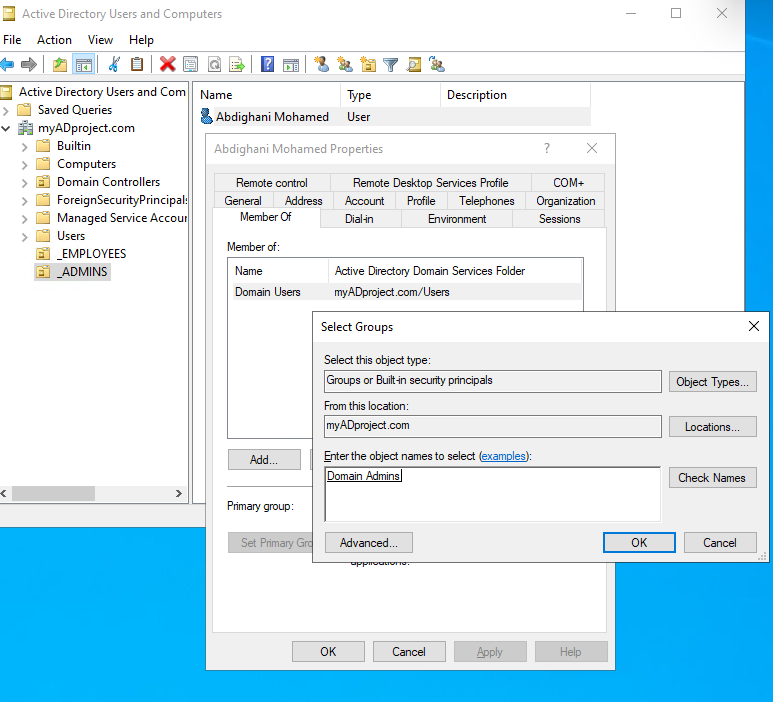 Active Directory Users and Computers
File Action View Help
Active Directory Users and Com
Saved Queries
myADproject.com
Builtin
Computers
Domain Controllers
ForeignSecurityPrincipals
Managed Service Accour
Users
_EMPLOYEES
_ADMINS
Name Type Description
Abdighani Mohamed User
Abdighani Mohamed Properties
Remote control Remote Desktop Services Profile COM+
General Address Account Profile Telephones Organization
Member Of Dial-in Environment Sessions
Member of:
Name Active Directory Domain Services Folder
Domain Users myADproject.com/Users
Add...
Primary group:
Set Primary Gro
applications.
OK Cancel Apply Help
Select Groups
Select this object type:
Groups or Built-in security principals Object Types...
From this location:
myADproject.com Locations...
Enter the object names to select (examples):
Domain Admins Check Names
Advanced... OK Cancel